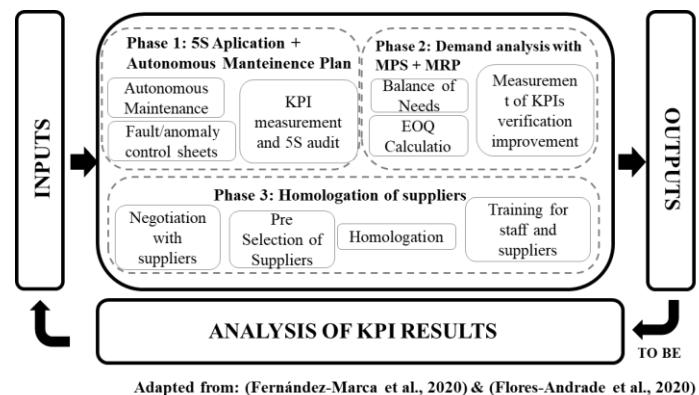 INPUTS
Phase 1: 5S Aplication +
Autonomous Manteinence Plan
Autonomous
Maintenance
Fault/anomaly
control sheets
KPI
measurement
and 5S audit
Phase 2: Demand analysis with
MPS + MRP
Balance of
Needs
EOQ
Calculatio
Measuremen
t of KPIs
verification
improvement
Phase 3: Homologation of suppliers
Negotiation
with
suppliers
Pre
Selection of
Suppliers
Homologation
Training for
staff and
suppliers
OUTPUTS
ANALYSIS OF KPI RESULTS
TO BE
Adapted from: (Fernández-Marca et al., 2020) & (Flores-Andrade et al., 2020)